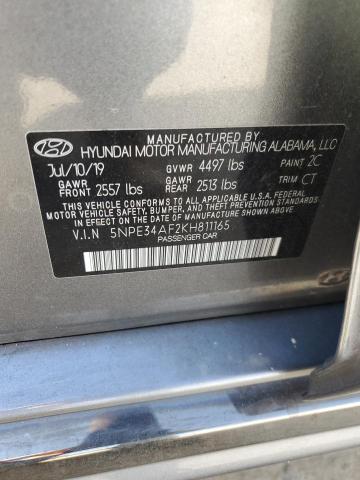 MANUFACTURED BY
HYUNDAI MOTOR MANUFACTURING ALABAMA, LLC
Jul/10/19 GVWR 4497 lbs PAINT 2C
GAWR FRONT 2557 lbs GAWR REAR 2513 lbs TRIM CT
THIS VEHICLE CONFORMS TO ALL APPLICABLE U.S.A. FEDERAL
MOTOR VEHICLE SAFETY, BUMPER, AND THEFT PREVENTION STANDARDS
IN EFFECT ON THE DATE OF MANUFACTURE SHOWN ABOVE.
V.I.N 5NPE34AF2KH811165
PASSENGER CAR